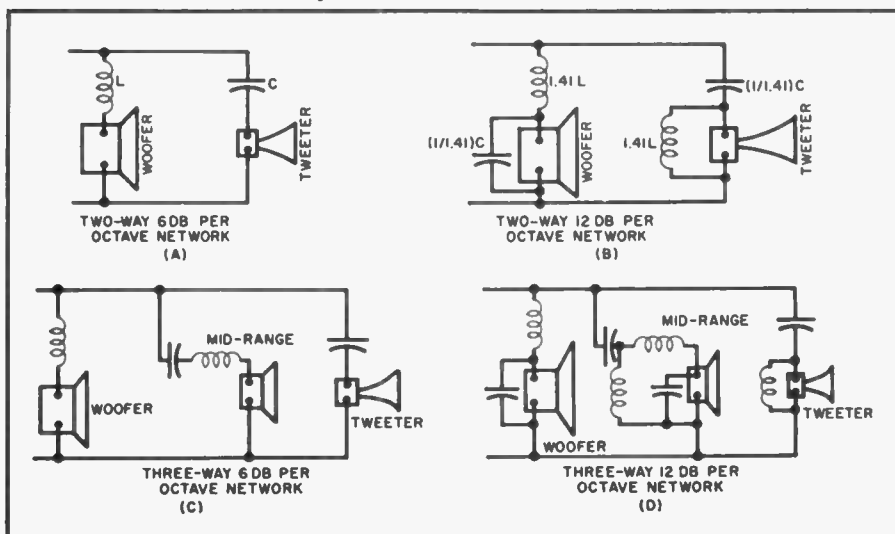 L
WOOFER
C
TWEETER
TWO-WAY 6 DB PER
OCTAVE NETWORK
(A)
1.41 L
(1/1.41)C
WOOFER
(1/1.41)C
1.41L
TWEETER
TWO-WAY 12 DB PER
OCTAVE NETWORK
(B)
WOOFER
MID-RANGE
TWEETER
THREE-WAY 6 DB PER
OCTAVE NETWORK
(C)
WOOFER
MID-RANGE
TWEETER
THREE-WAY 12 DB PER
OCTAVE NETWORK
(D)